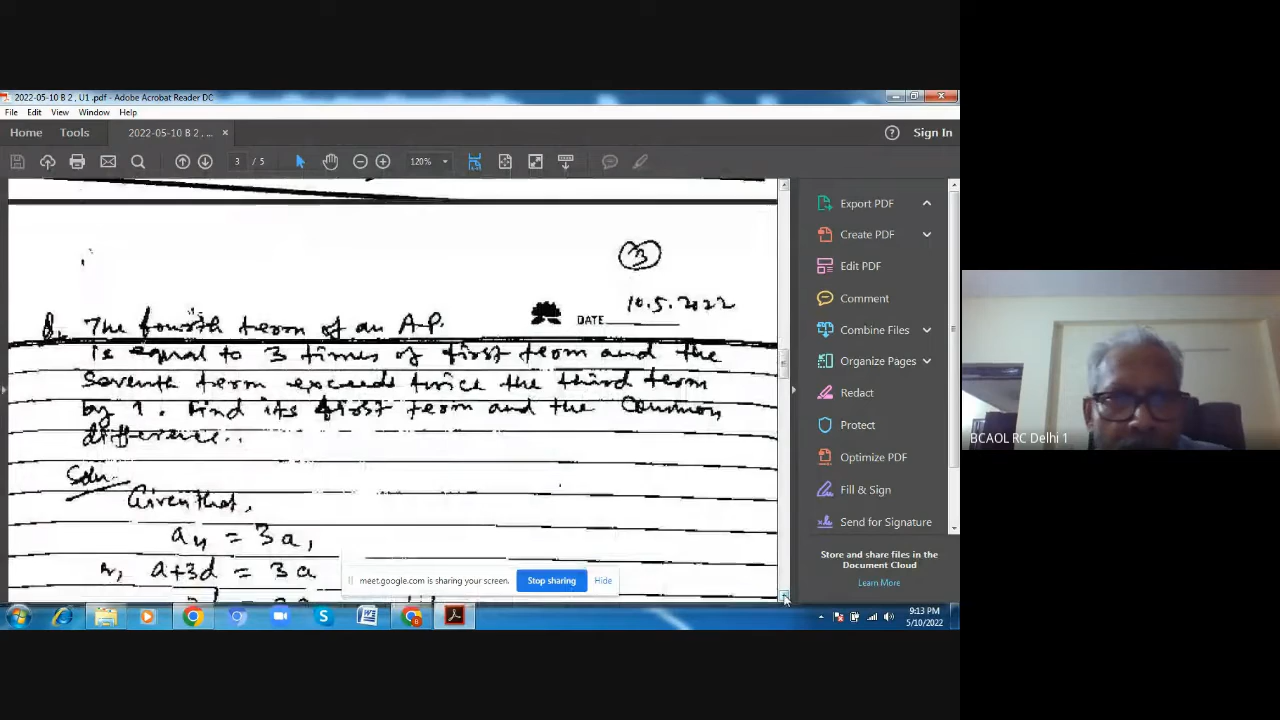 2022-05-10 B 2 , U1 .pdf - Adobe Acrobat Reader DC
File Edit View Window Help
Home Tools 2022-05-10 B 2 , ... × Sign In
3 / 5 120%
3
10.5.2022
DATE
Q. The fourth term of an A.P.
is equal to 3 times of first term and the
seventh term exceeds twice the third term
by 1. Find its first term and the Common
difference..
Soln.
Given that,
a4 = 3a,
or, a+3d = 3a
Export PDF
Create PDF
Edit PDF
Comment
Combine Files
Organize Pages
Redact
Protect
Optimize PDF
Fill & Sign
Send for Signature
Store and share files in the
Document Cloud
Learn More
meet.google.com is sharing your screen. Stop sharing Hide
9:13 PM
5/10/2022
BCAOL RC Delhi 1